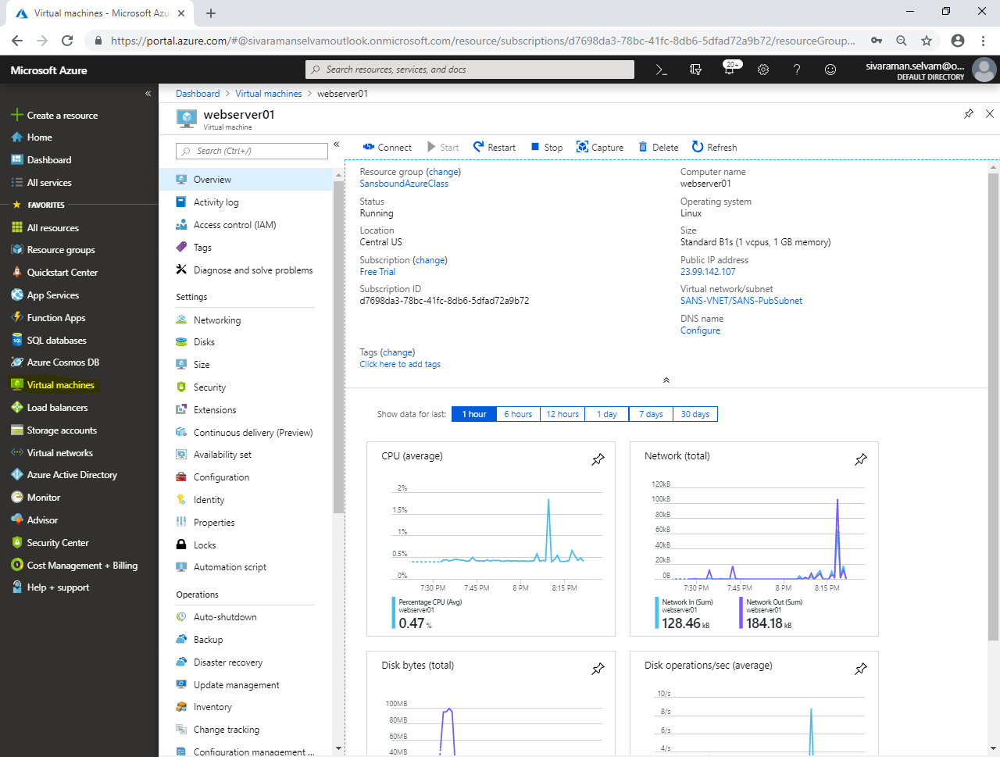 Virtual machines - Microsoft Azu
https://portal.azure.com/#@sivaramanselvamoutlook.onmicrosoft.com/resource/subscriptions/d7698da3-78bc-41fc-8db6-5dfad72a9b72/resourceGroup...
Microsoft Azure
Search resources, services, and docs
20+
sivaraman.selvam@o...
DEFAULT DIRECTORY
Create a resource
Home
Dashboard
All services
FAVORITES
All resources
Resource groups
Quickstart Center
App Services
Function Apps
SQL databases
Azure Cosmos DB
Virtual machines
Load balancers
Storage accounts
Virtual networks
Azure Active Directory
Monitor
Advisor
Security Center
Cost Management + Billing
Help + support
Dashboard > Virtual machines > webserver01
webserver01
Virtual machine
Search (Ctrl+/)
Overview
Activity log
Access control (IAM)
Tags
Diagnose and solve problems
Settings
Networking
Disks
Size
Security
Extensions
Continuous delivery (Preview)
Availability set
Configuration
Identity
Properties
Locks
Automation script
Operations
Auto-shutdown
Backup
Disaster recovery
Update management
Inventory
Change tracking
Configuration management ...
Connect Start Restart Stop Capture Delete Refresh
Resource group (change)
SansboundAzureClass
Status
Running
Location
Central US
Subscription (change)
Free Trial
Subscription ID
d7698da3-78bc-41fc-8db6-5dfad72a9b72
Computer name
webserver01
Operating system
Linux
Size
Standard B1s (1 vcpus, 1 GB memory)
Public IP address
23.99.142.107
Virtual network/subnet
SANS-VNET/SANS-PubSubnet
DNS name
Configure
Tags (change)
Click here to add tags
Show data for last: 1 hour 6 hours 12 hours 1 day 7 days 30 days
CPU (average)
2%
1.5%
1%
0.5%
0%
7:30 PM 7:45 PM 8 PM 8:15 PM
Percentage CPU (Avg)
webserver01
0.47 %
Network (total)
120kB
100kB
80kB
60kB
40kB
20kB
0B
7:30 PM 7:45 PM 8 PM 8:15 PM
Network In (Sum)
webserver01
128.46 kB
Network Out (Sum)
webserver01
184.18 kB
Disk bytes (total)
100MB
80MB
60MB
40MB
Disk operations/sec (average)
10/s
8/s
6/s
4/s